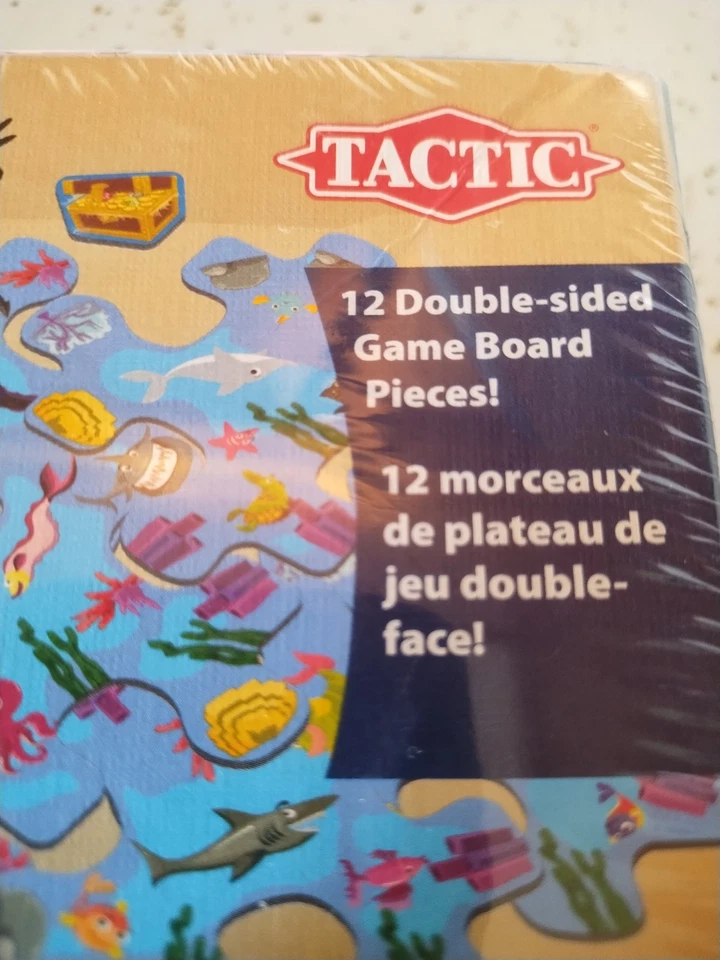 TACTIC®
12 Double-sided
Game Board
Pieces!
12 morceaux
de plateau de
jeu double-
face!